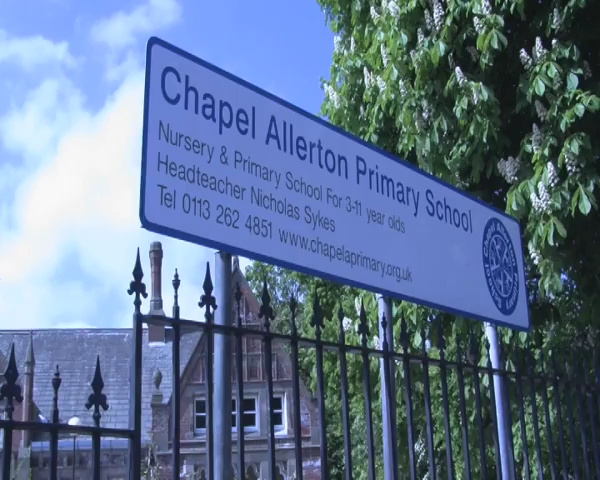 Chapel Allerton Primary School
Nursery & Primary School For 3-11 year olds
Headteacher Nicholas Sykes
Tel 0113 262 4851 www.chapelaprimary.org.uk